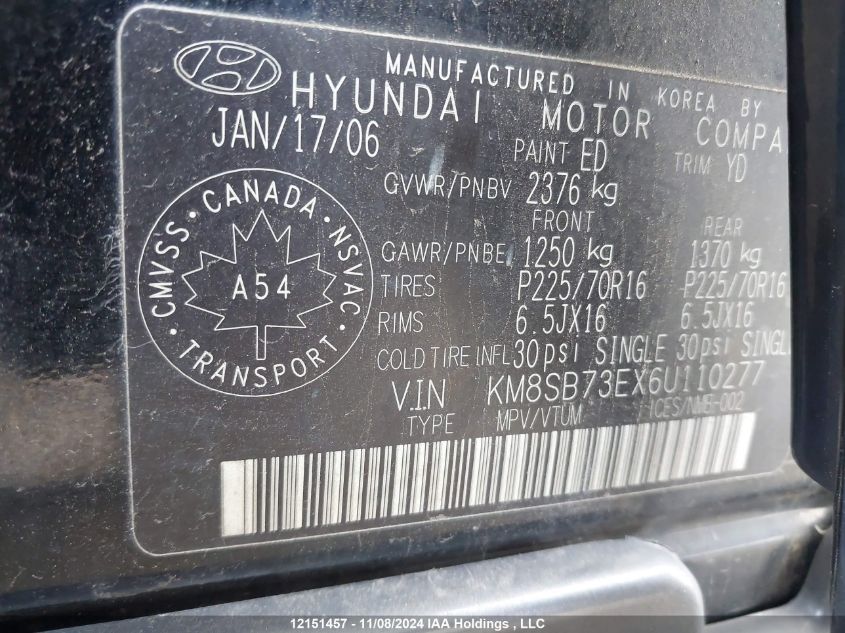 MANUFACTURED IN KOREA BY
HYUNDAI MOTOR COMPA
JAN/17/06 PAINT ED TRIM YD
GVWR/PNBV 2376 kg
FRONT REAR
GAWR/PNBE 1250 kg 1370 kg
TIRES P225/70R16 P225/70R16
RIMS 6.5JX16 6.5JX16
COLD TIRE INFL 30psi SINGLE 30psi SINGL
V.I.N KM8SB73EX6U110277
TYPE MPV/VTUM ICES/NMB-002
CMVSS · CANADA · NSVAC
A54
· TRANSPORT ·
12151457 - 11/08/2024 IAA Holdings , LLC